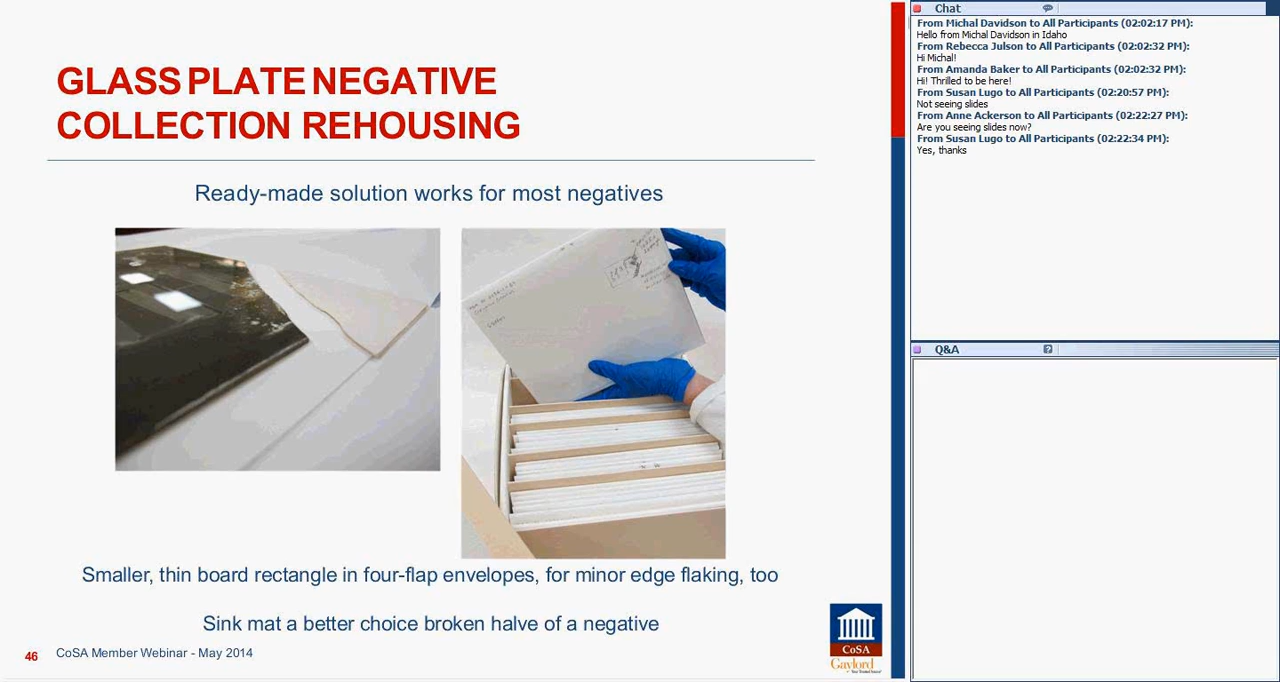 GLASS PLATE NEGATIVE
COLLECTION REHOUSING
Ready-made solution works for most negatives
Smaller, thin board rectangle in four-flap envelopes, for minor edge flaking, too
Sink mat a better choice broken halve of a negative
46
CoSA Member Webinar - May 2014
CoSA
Gaylord
Chat
From Michal Davidson to All Participants (02:02:17 PM):
Hello from Michal Davidson in Idaho
From Rebecca Julson to All Participants (02:02:32 PM):
Hi Michal!
From Amanda Baker to All Participants (02:02:32 PM):
Hi! Thrilled to be here!
From Susan Lugo to All Participants (02:20:57 PM):
Not seeing slides
From Anne Ackerson to All Participants (02:22:27 PM):
Are you seeing slides now?
From Susan Lugo to All Participants (02:22:34 PM):
Yes, thanks
Q&A
?